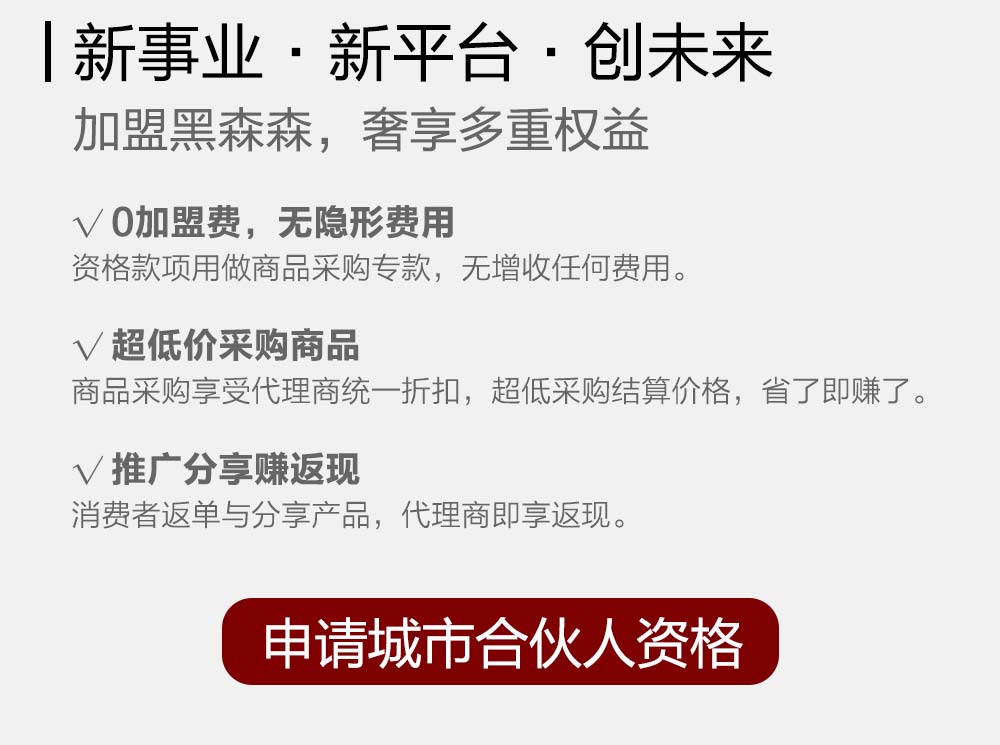 新事业·新平台·创未来
加盟黑森森，奢享多重权益
√ 0加盟费，无隐形费用
资格款项用做商品采购专款，无增收任何费用。
√ 超低价采购商品
商品采购享受代理商统一折扣，超低采购结算价格，省了即赚了。
√ 推广分享赚返现
消费者返单与分享产品，代理商即享返现。
申请城市合伙人资格